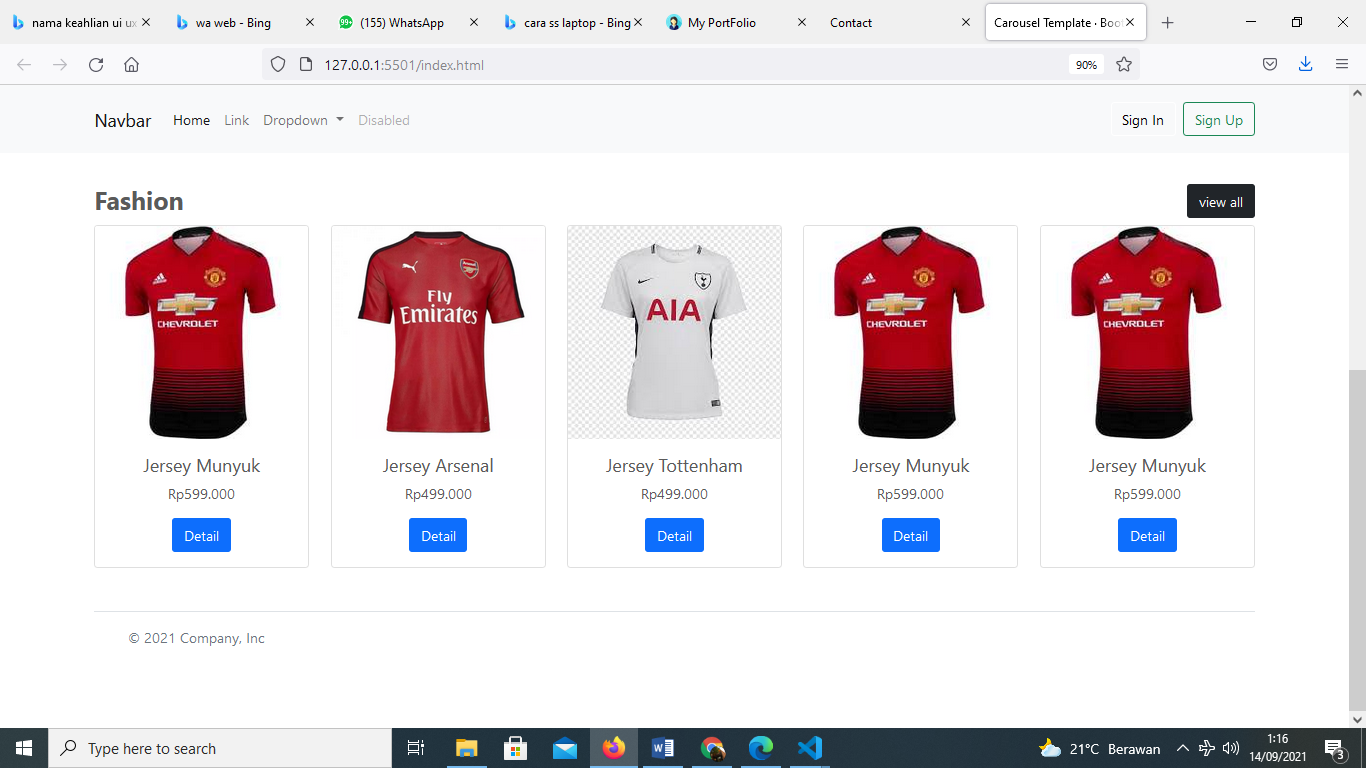 nama keahlian ui ux
wa web - Bing
99+ (155) WhatsApp
cara ss laptop - Bing
My PortFolio
Contact
Carousel Template · Boot
127.0.0.1:5501/index.html
90%
Navbar Home Link Dropdown Disabled Sign In Sign Up
Fashion view all
CHEVROLET
Arsenal
Fly
Emirates
AIA
CHEVROLET
CHEVROLET
Jersey Munyuk Jersey Arsenal Jersey Tottenham Jersey Munyuk Jersey Munyuk
Rp599.000 Rp499.000 Rp499.000 Rp599.000 Rp599.000
Detail Detail Detail Detail Detail
© 2021 Company, Inc
Type here to search
21°C Berawan
1:16
14/09/2021
3